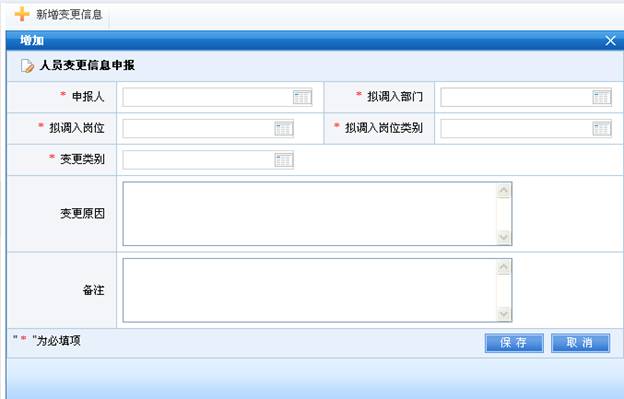 新增变更信息
增加
人员变更信息申报
* 申报人
* 拟调入部门
* 拟调入岗位
* 拟调入岗位类别
* 变更类别
变更原因
备注
"*"为必填项
保存 取消